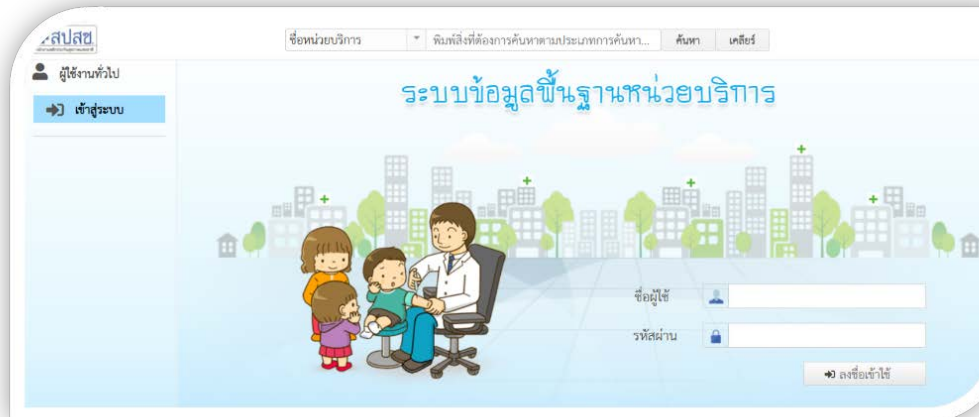 สปสช.
ชื่อหน่วยบริการ
พิมพ์สิ่งที่ต้องการค้นหาตามประเภทการค้นหา...
ค้นหา
เคลียร์
ผู้ใช้งานทั่วไป
เข้าสู่ระบบ
ระบบข้อมูลพื้นฐานหน่วยบริการ
ชื่อผู้ใช้
รหัสผ่าน
ลงชื่อเข้าใช้